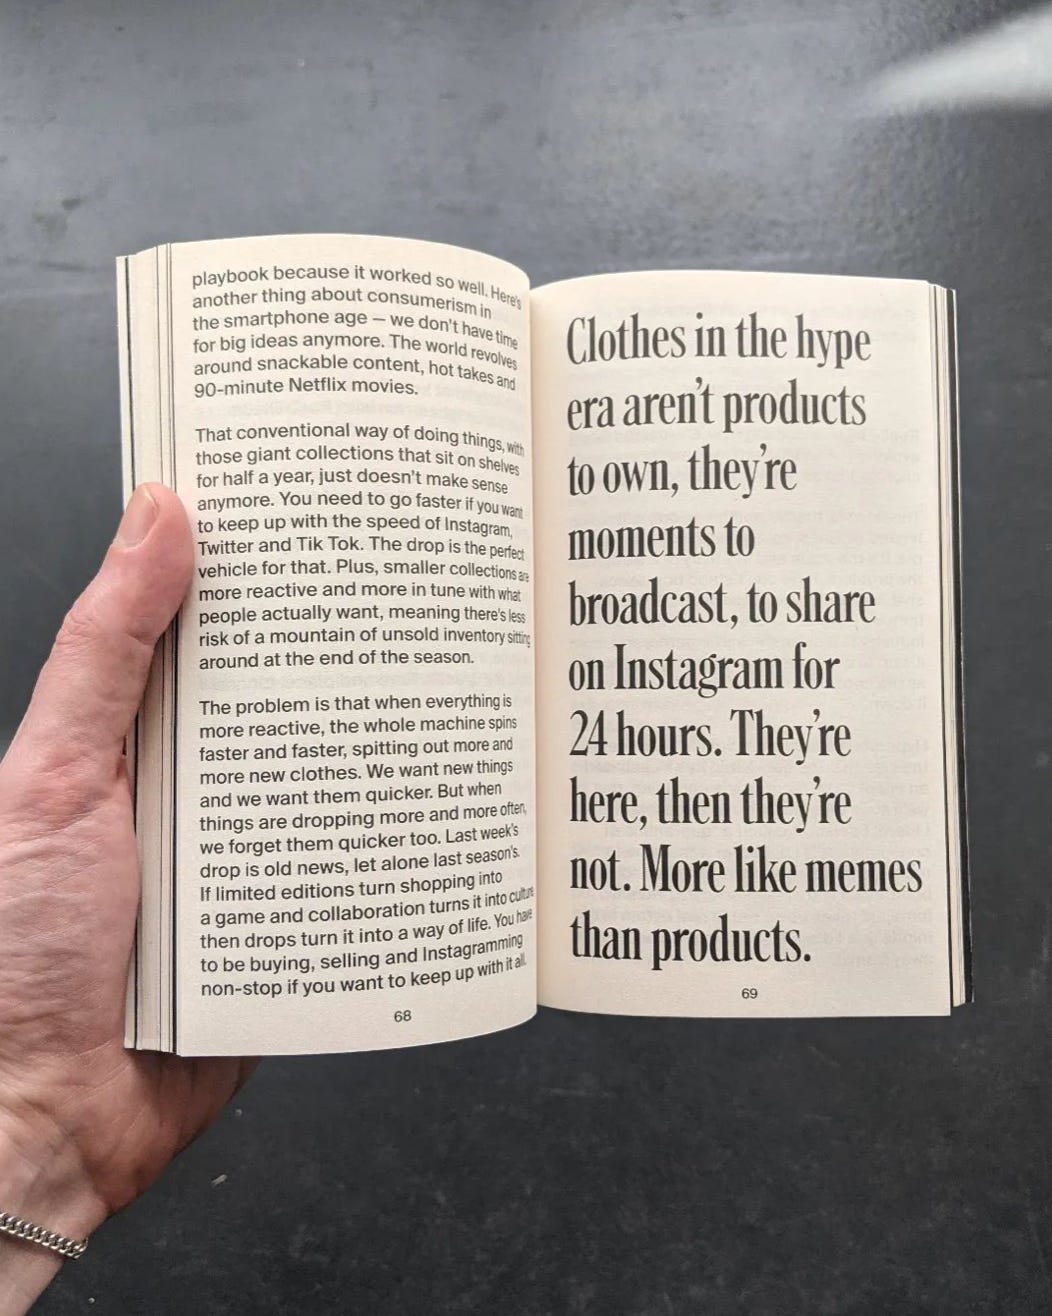 playbook because it worked so well. Here's
another thing about consumerism in
the smartphone age — we don't have time
for big ideas anymore. The world revolves
around snackable content, hot takes and
90-minute Netflix movies.
That conventional way of doing things, with
those giant collections that sit on shelves
for half a year, just doesn't make sense
anymore. You need to go faster if you want
to keep up with the speed of Instagram,
Twitter and Tik Tok. The drop is the perfect
vehicle for that. Plus, smaller collections are
more reactive and more in tune with what
people actually want, meaning there's less
risk of a mountain of unsold inventory sitting
around at the end of the season.
The problem is that when everything is
more reactive, the whole machine spins
faster and faster, spitting out more and
more new clothes. We want new things
and we want them quicker. But when
things are dropping more and more often,
we forget them quicker too. Last week's
drop is old news, let alone last season's.
If limited editions turn shopping into
a game and collaboration turns it into culture
then drops turn it into a way of life. You have
to be buying, selling and Instagramming
non-stop if you want to keep up with it all.
68
Clothes in the hype
era aren't products
to own, they're
moments to
broadcast, to share
on Instagram for
24 hours. They're
here, then they're
not. More like memes
than products.
69